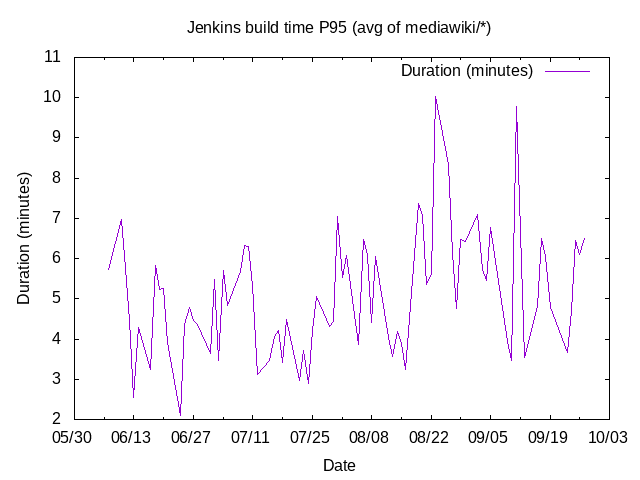 Jenkins build time P95 (avg of mediawiki/*)
Duration (minutes)
11
10
9
8
7
6
5
4
3
2
Duration (minutes)
05/30 06/13 06/27 07/11 07/25 08/08 08/22 09/05 09/19 10/03
Date